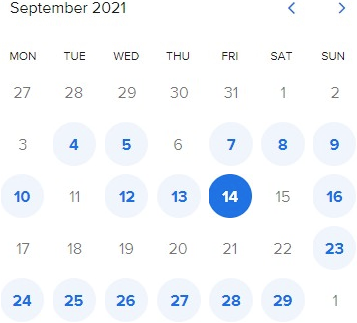 September 2021
MON TUE WED THU FRI SAT SUN
27 28 29 30 31 1 2
3 4 5 6 7 8 9
10 11 12 13 14 15 16
17 18 19 20 21 22 23
24 25 26 27 28 29 1